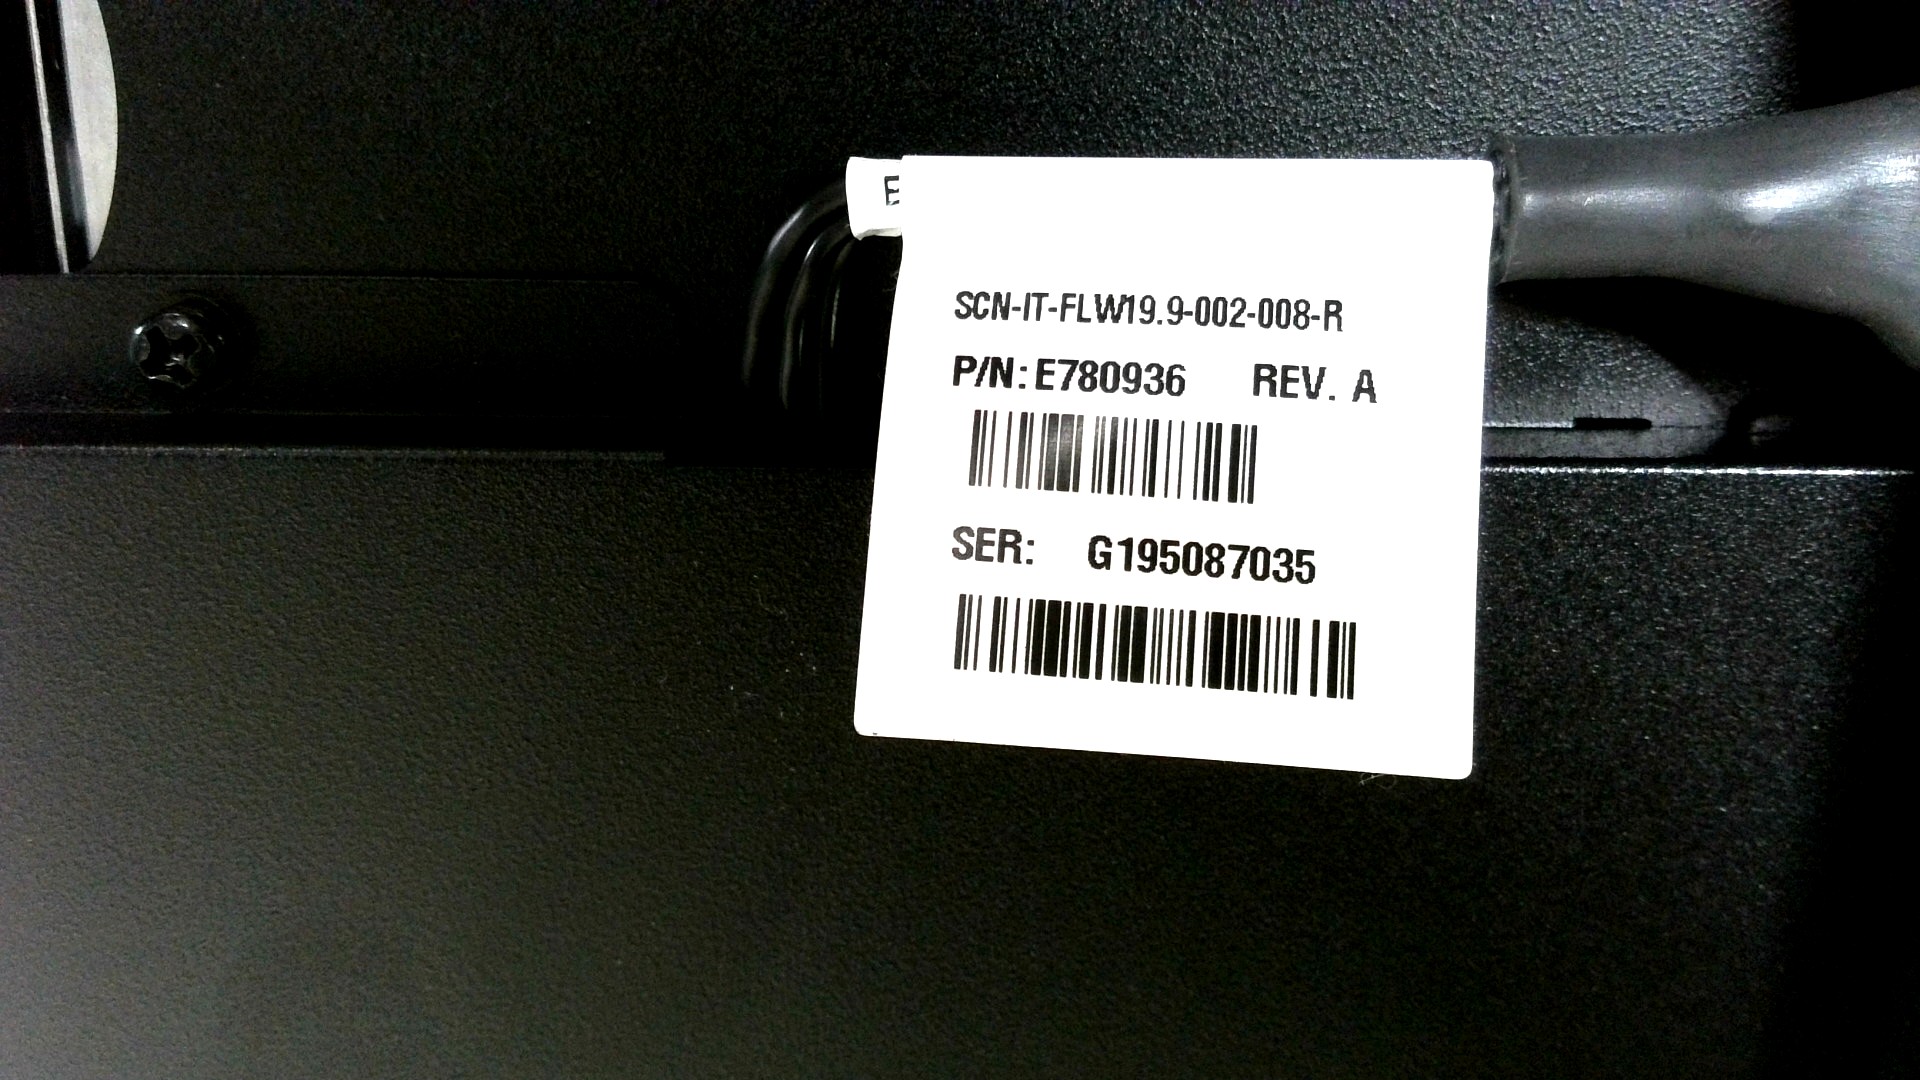 E
SCN-IT-FLW19.9-002-008-R
P/N: E780936 REV. A
SER: G195087035